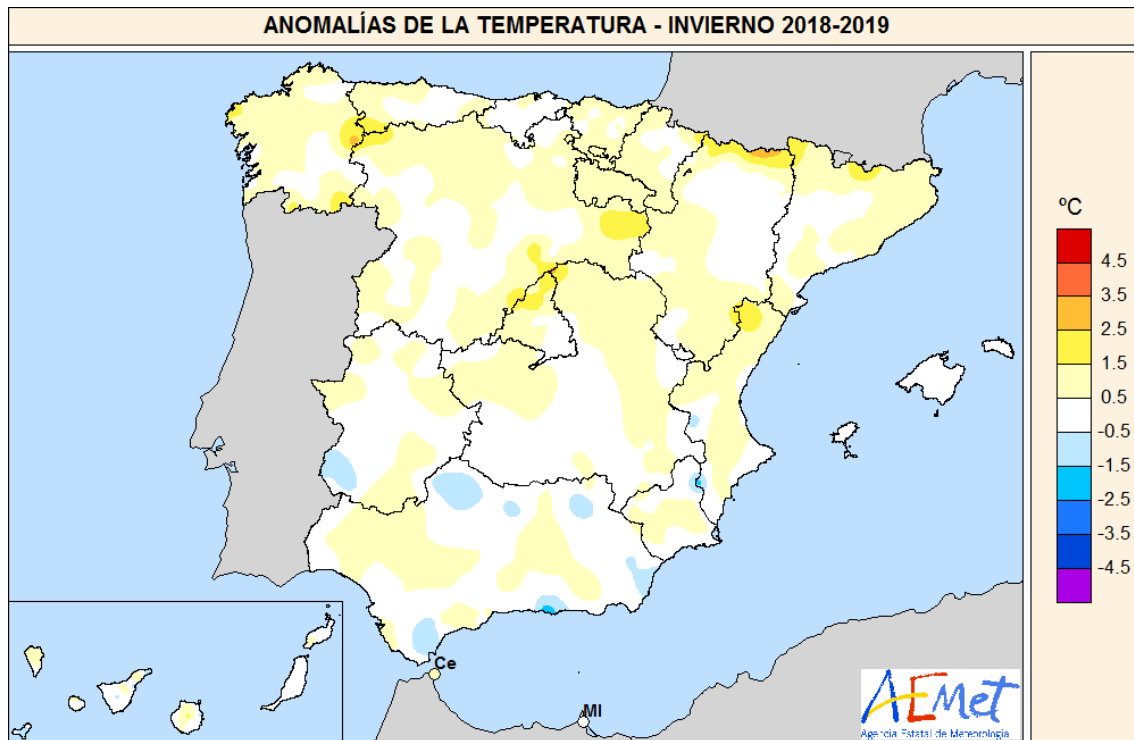 ANOMALÍAS DE LA TEMPERATURA - INVIERNO 2018-2019
ºC
4.5
3.5
2.5
1.5
0.5
-0.5
-1.5
-2.5
-3.5
-4.5
Ce
Ml
AEMet
Agencia Estatal de Meteorología